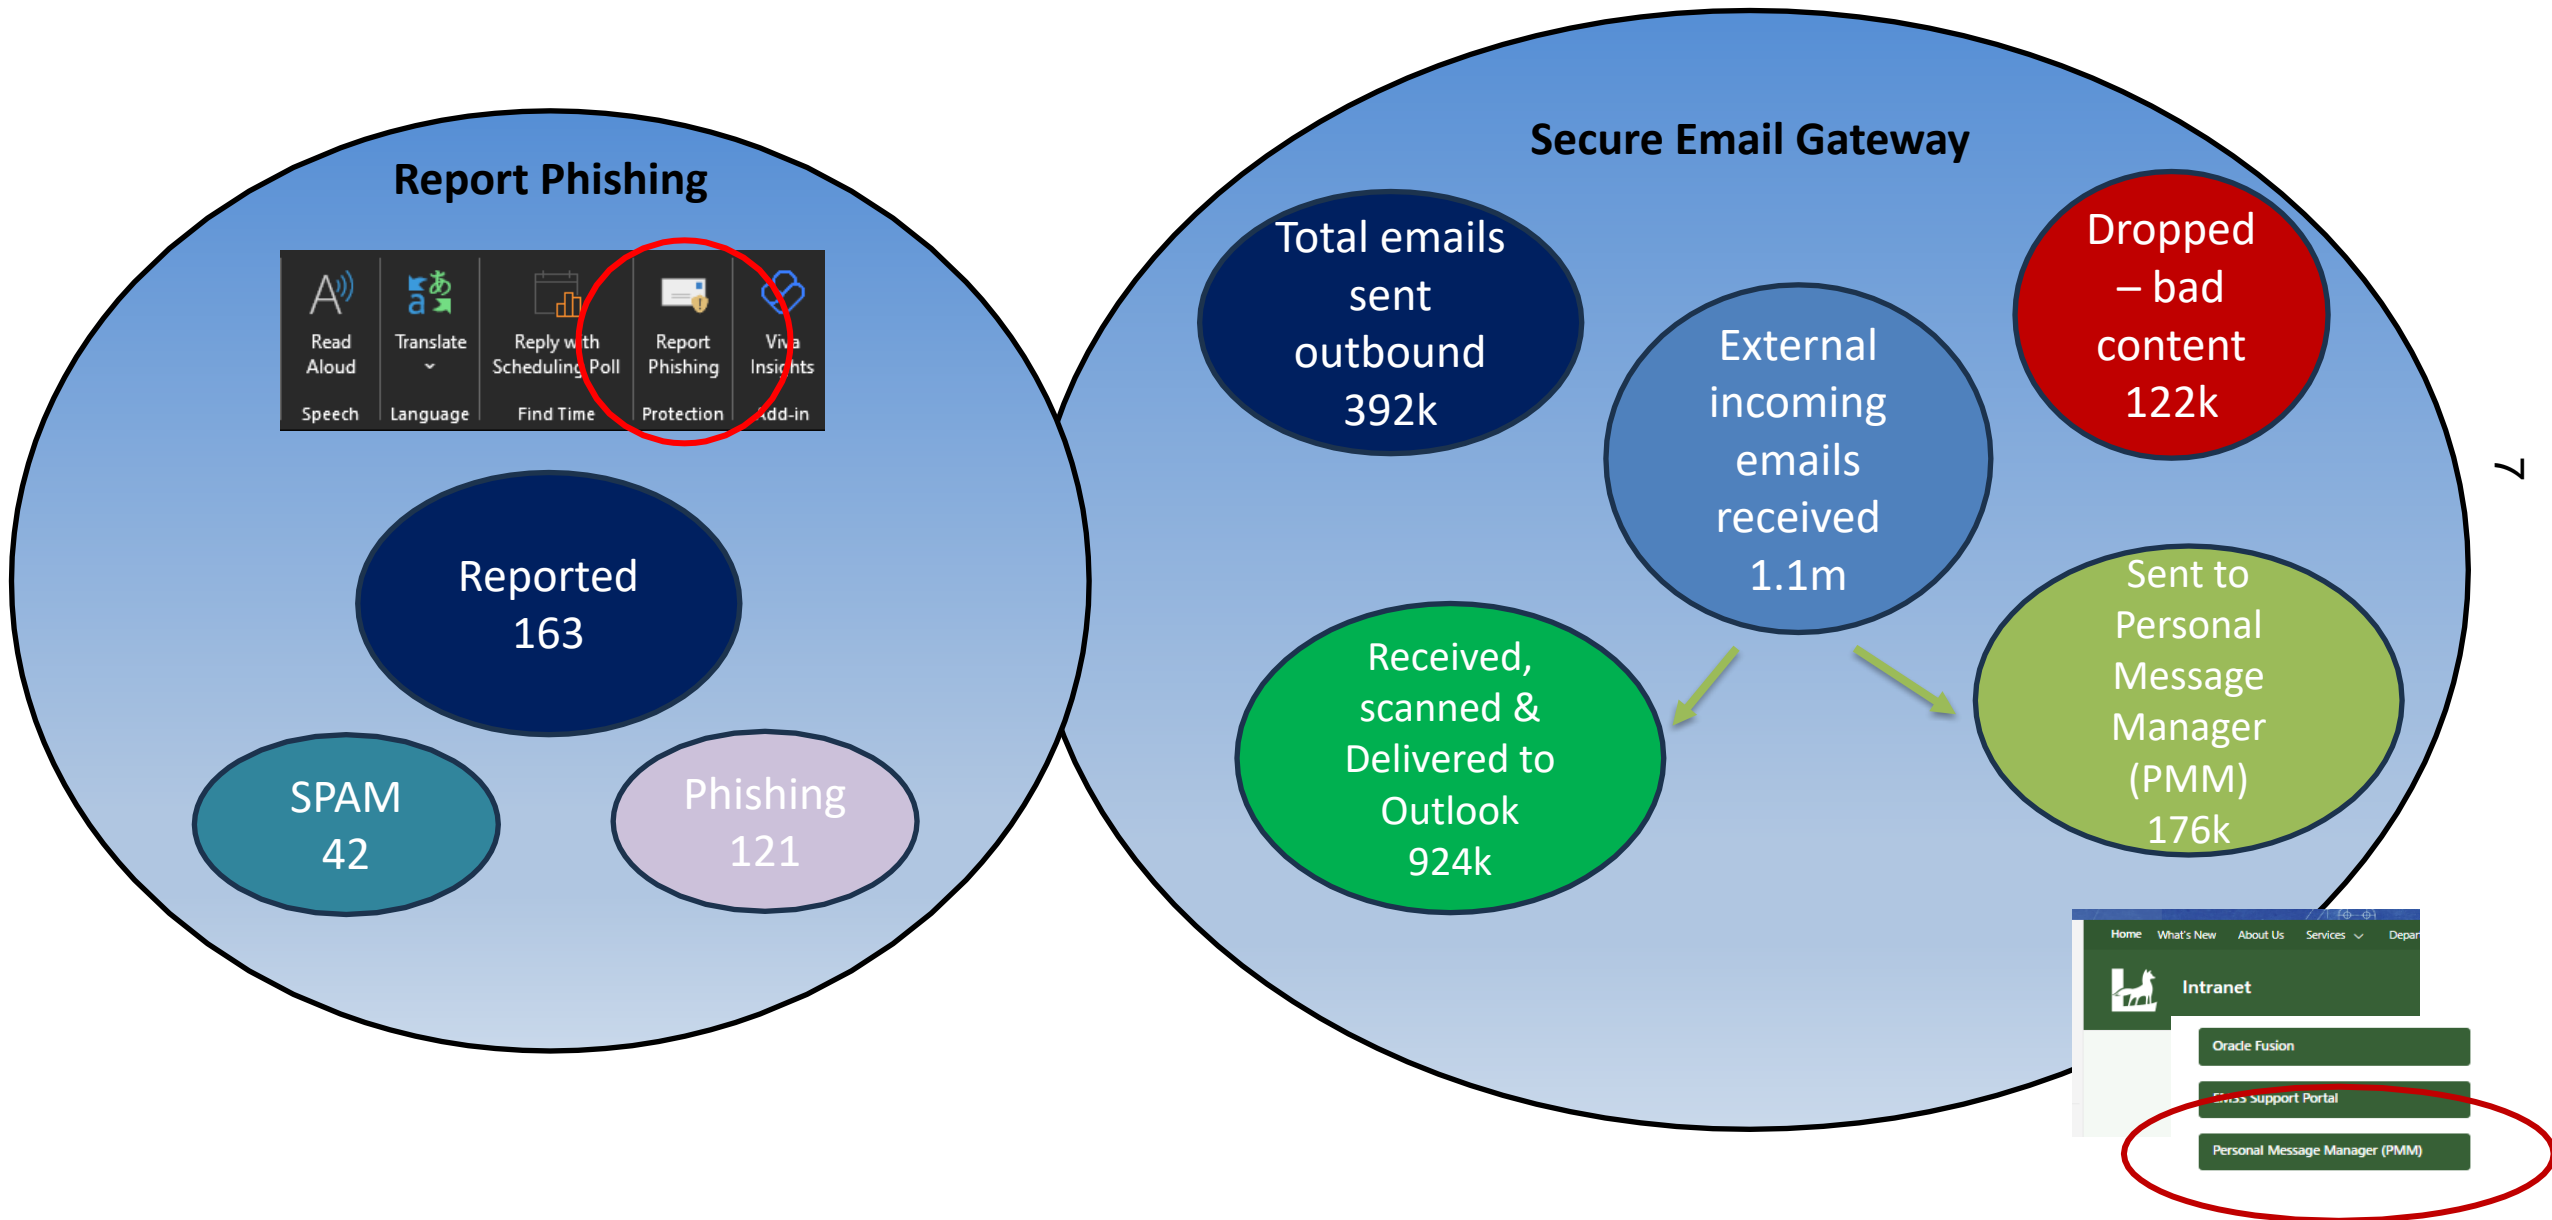 Report Phishing
Read
Aloud
Speech
Translate
Language
Reply with
Scheduling Poll
Find Time
Report
Phishing
Protection
Viva
Insights
Add-in
Reported
163
SPAM
42
Phishing
121
Secure Email Gateway
Total emails
sent
outbound
392k
External
incoming
emails
received
1.1m
Dropped
– bad
content
122k
Received,
scanned &
Delivered to
Outlook
924k
Sent to
Personal
Message
Manager
(PMM)
176k
Home What's New About Us Services Depar
Intranet
Oracle Fusion
EMSS Support Portal
Personal Message Manager (PMM)
7